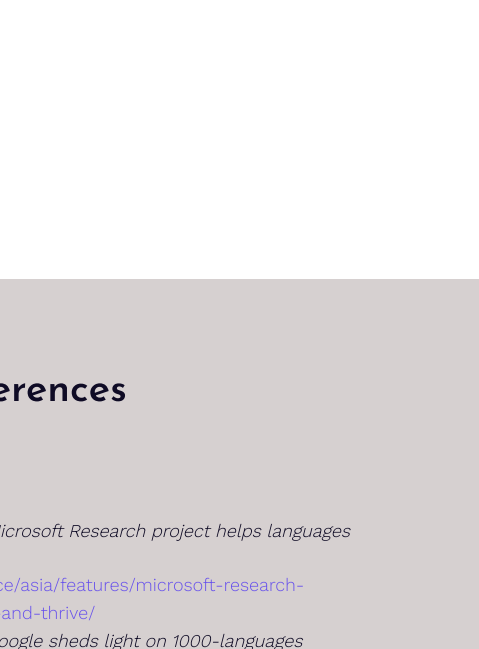 erences
icrosoft Research project helps languages
ce/asia/features/microsoft-research-
-and-thrive/
oogle sheds light on 1000-languages